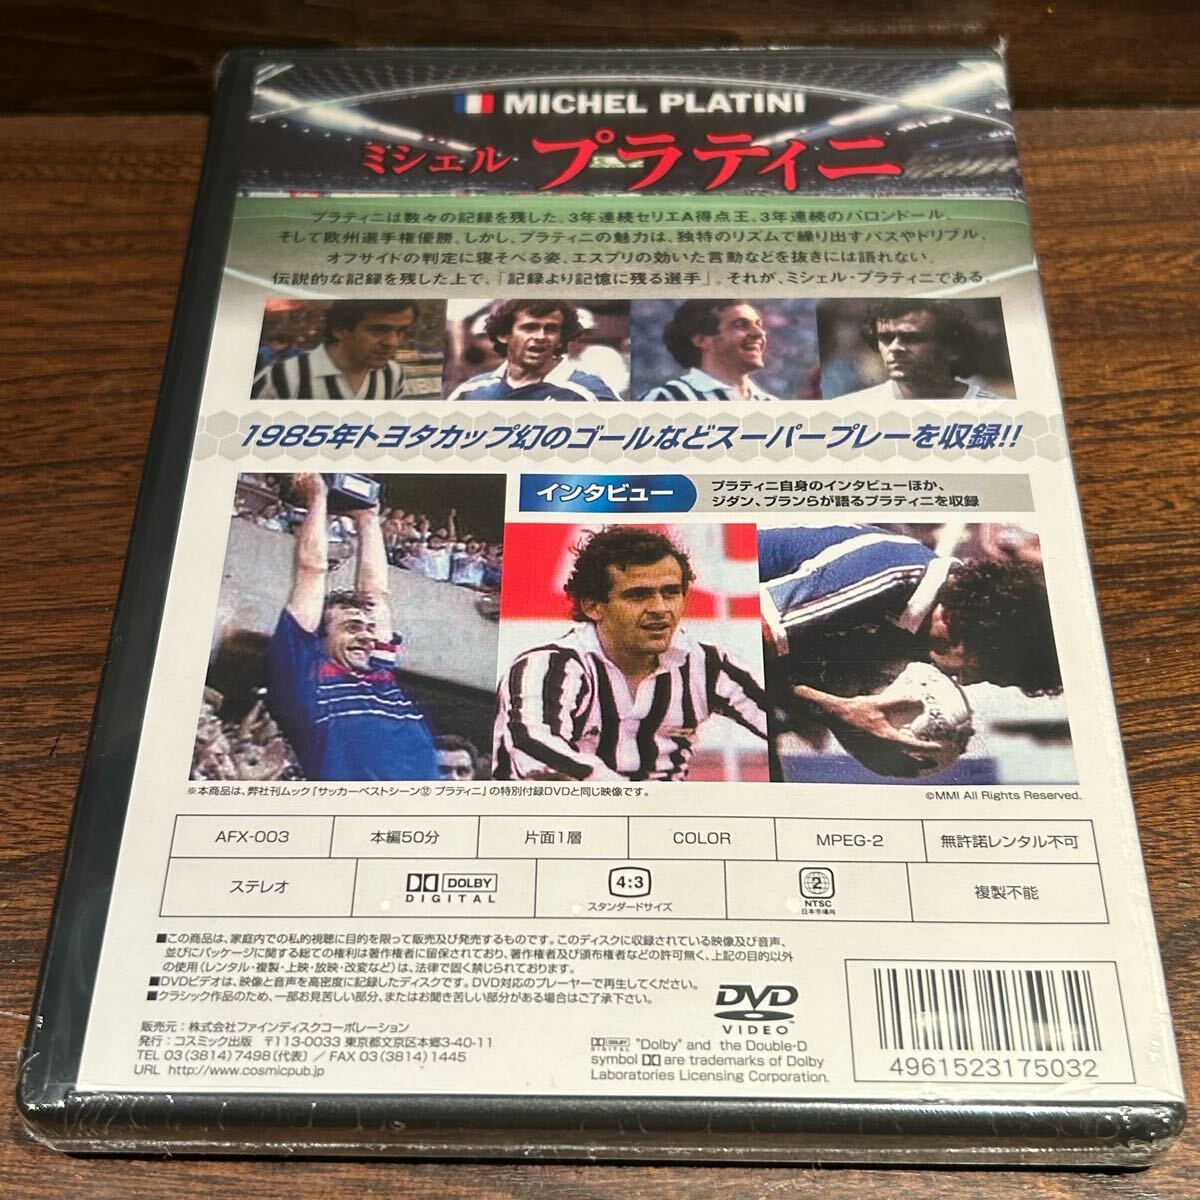 MICHEL PLATINI
ミシェル プラティニ
プラティニは数々の記録を残した。3年連続セリエA得点王、3年連続のバロンドール、
そして欧州選手権優勝。しかし、プラティニの魅力は、独特のリズムで繰り出すパスやドリブル、
オフサイドの判定に寝そべる姿、エスプリの効いた言動などを抜きには語れない。
伝説的な記録を残した上で、「記録より記憶に残る選手」。それが、ミシェル・プラティニである。
1985年トヨタカップ幻のゴールなどスーパープレーを収録!!
インタビュー
プラティニ自身のインタビューほか、
ジダン、ブランらが語るプラティニを収録
※本商品は、弊社刊ムック「サッカーベストシーン⑫ プラティニ」の特別付録DVDと同じ映像です。
©MMI All Rights Reserved.
AFX-003 本編50分 片面1層 COLOR MPEG-2 無許諾レンタル不可
ステレオ DOLBY DIGITAL 4:3 スタンダードサイズ 2 NTSC 日本市場向 複製不能
■この商品は、家庭内での私的視聴に目的を限って販売及び発売するものです。このディスクに収録されている映像及び音声、
並びにパッケージに関する総ての権利は著作権者に留保されており、著作権者及び頒布権者などの許可無く、上記の目的以外
の使用(レンタル・複製・上映・放映・改変など)は、法律で固く禁じられております。
■DVDビデオは、映像と音声を高密度に記録したディスクです。DVD対応のプレーヤーで再生してください。
■クラシック作品のため、一部お見苦しい部分、またはお聞き苦しい部分がある場合はご了承下さい。
販売元：株式会社ファインディスクコーポレーション
発行：コスミック出版 〒113-0033 東京都文京区本郷3-40-11
TEL 03(3814)7498(代表) / FAX 03(3814)1445
URL http://www.cosmicpub.jp/
DVD
VIDEO
DOLBY DIGITAL "Dolby" and the Double-D
symbol are trademarks of Dolby
Laboratories Licensing Corporation.
4961523175032